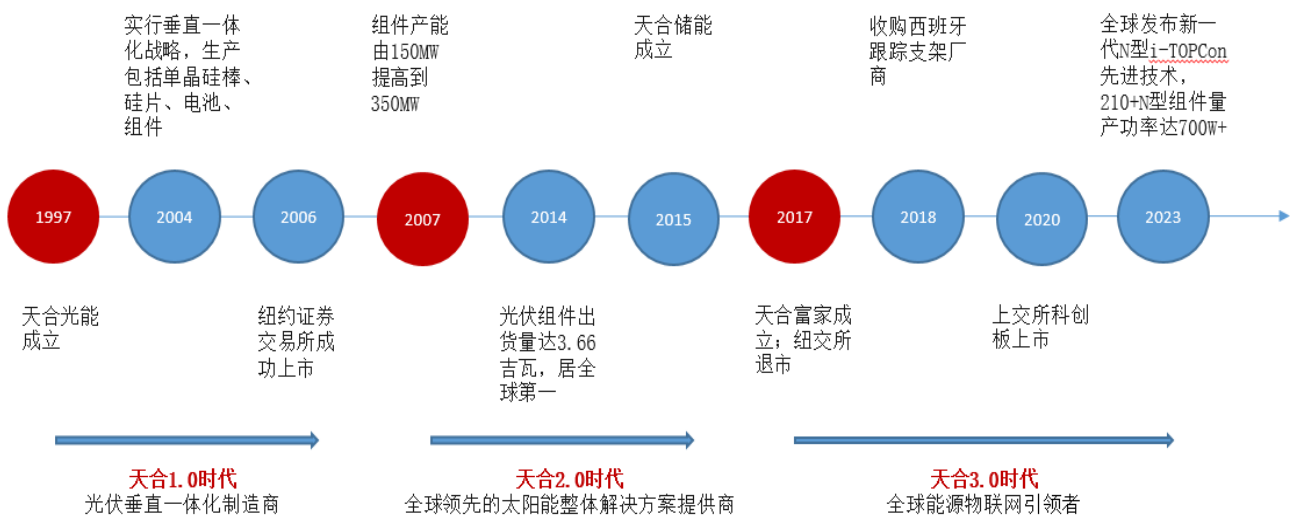 实行垂直一体
化战略，生产
包括单晶硅棒、
硅片、电池、
组件
组件产能
由150MW
提高到
350MW
天合储能
成立
收购西班牙
跟踪支架厂
商
全球发布新一
代N型i-TOPCon
先进技术，
210+N型组件量
产功率达700W+
1997
2004
2006
2007
2014
2015
2017
2018
2020
2023
天合光能
成立
纽约证券
交易所成
功上市
光伏组件出
货量达3.66
吉瓦，居全
球第一
天合富家成
立；纽交所
退市
上交所科创
板上市
天合1.0时代
光伏垂直一体化制造商
天合2.0时代
全球领先的太阳能整体解决方案提供商
天合3.0时代
全球能源物联网引领者